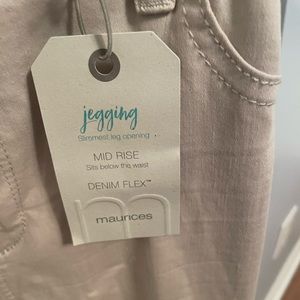 jegging
Slimmest leg opening
MID RISE
Sits below the waist
DENIM FLEX™
m
maurices